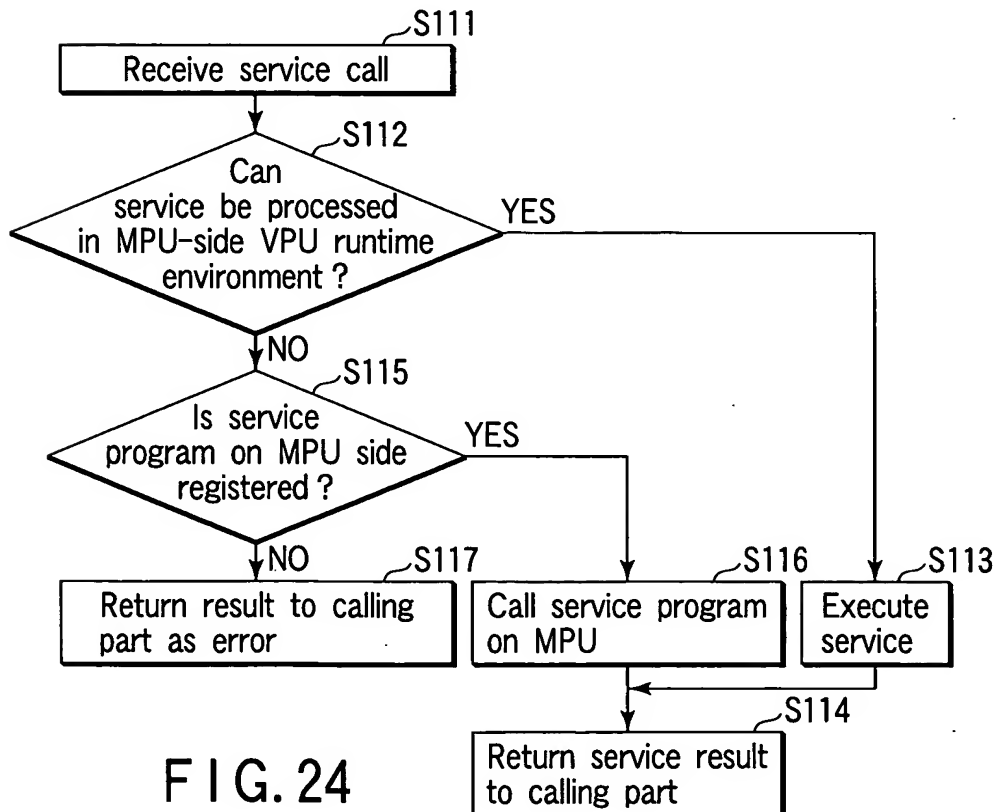 S111
Receive service call
S112
Can
service be processed
in MPU-side VPU runtime
environment ?
YES
NO
S115
Is service
program on MPU side
registered ?
YES
NO
S117
Return result to calling
part as error
S116
Call service program
on MPU
S113
Execute
service
S114
Return service result
to calling part
FIG. 24